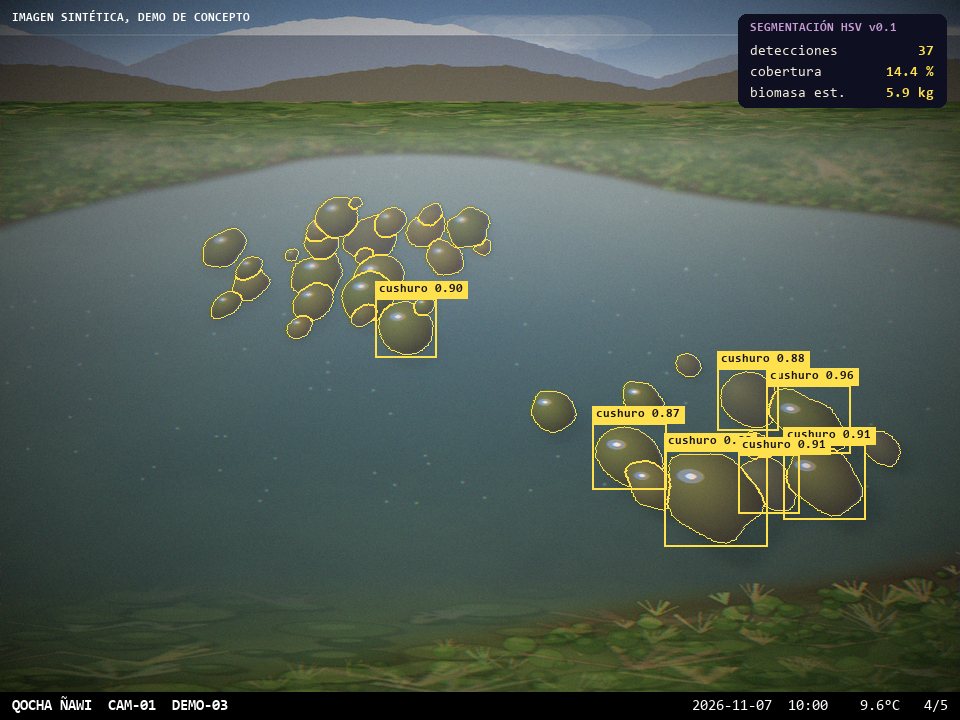 IMAGEN SINTÉTICA, DEMO DE CONCEPTO
SEGMENTACIÓN HSV v0.1
detecciones 37
cobertura 14.4 %
biomasa est. 5.9 kg
cushuro 0.90
cushuro 0.88
cushuro 0.96
cushuro 0.87
cushuro 0.91
cushuro 0.
cushuro 0.91
QOCHA ÑAWI CAM-01 DEMO-03
2026-11-07 10:00 9.6°C 4/5